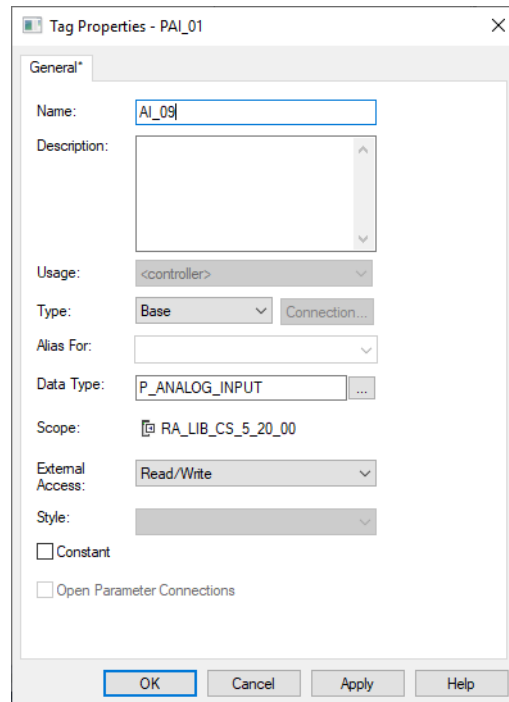 Tag Properties - PAI_01
General*
Name: AI_09
Description:
Usage: <controller>
Type: Base Connection...
Alias For:
Data Type: P_ANALOG_INPUT ...
Scope: RA_LIB_CS_5_20_00
External Access: Read/Write
Style:
Constant
Open Parameter Connections
OK Cancel Apply Help